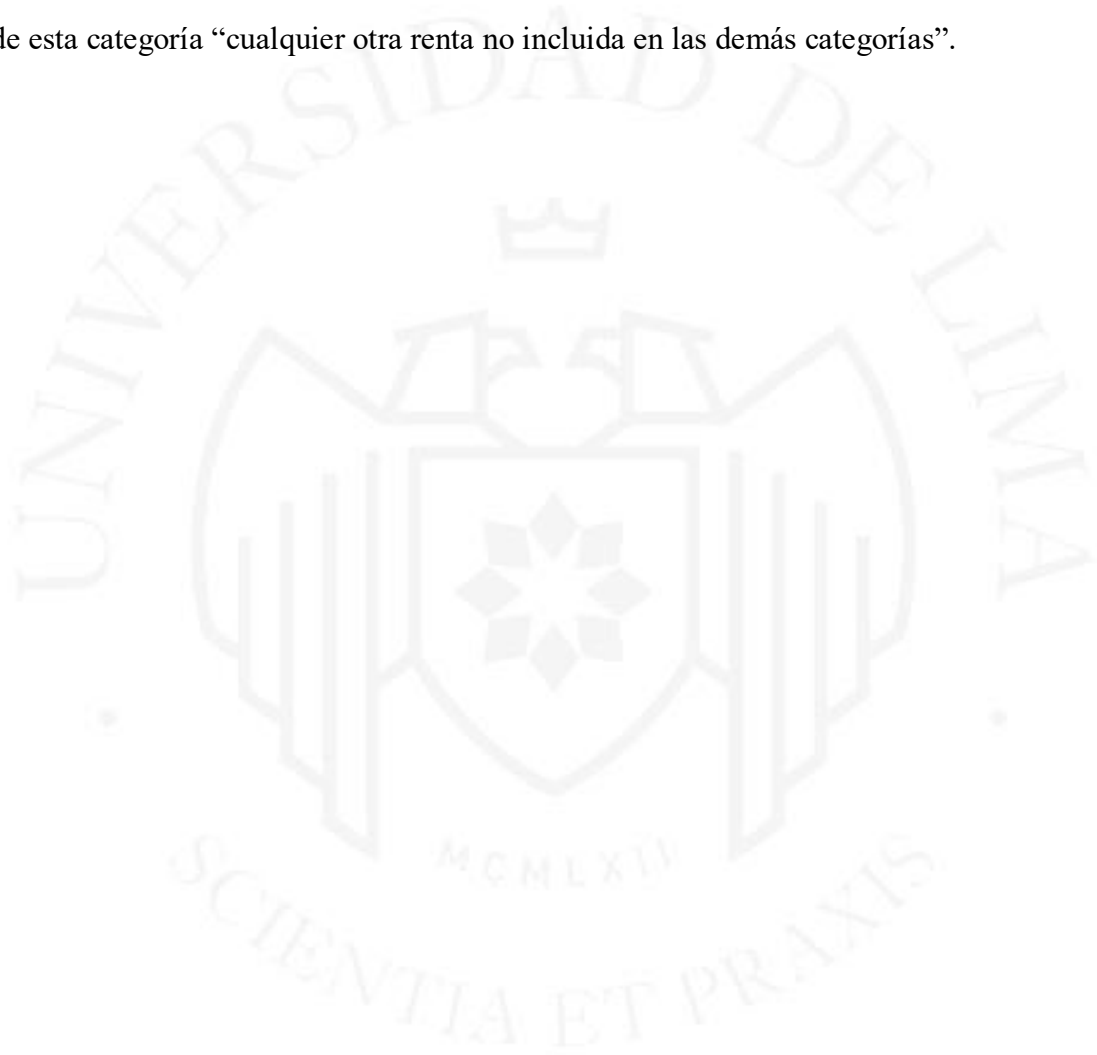 de esta categoría “cualquier otra renta no incluida en las demás categorías”.
UNIVERSIDAD DE LIMA
MCMLXII
SCIENTIA ET PRAXIS